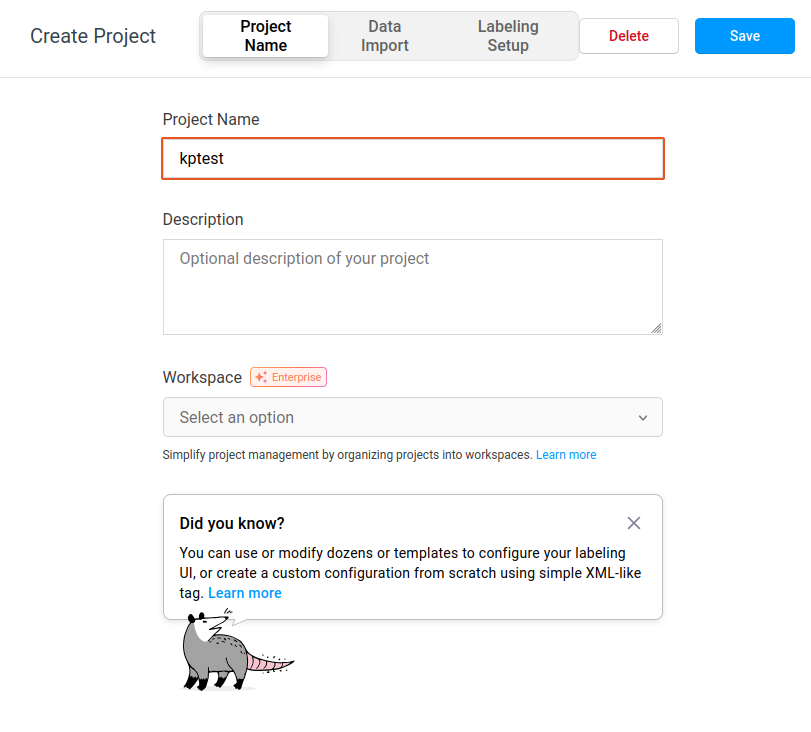 Create Project
Project
Name
Data
Import
Labeling
Setup
Delete
Save
Project Name
kptest
Description
Optional description of your project
Workspace
Enterprise
Select an option
Simplify project management by organizing projects into workspaces. Learn more
Did you know?
You can use or modify dozens or templates to configure your labeling
UI, or create a custom configuration from scratch using simple XML-like
tag. Learn more